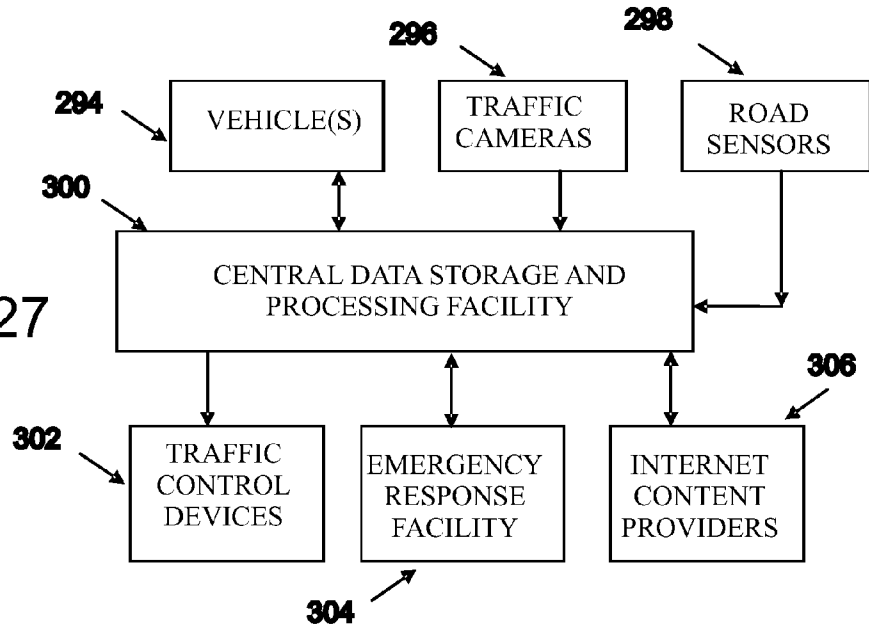 296
298
294
VEHICLE(S)
TRAFFIC
CAMERAS
ROAD
SENSORS
300
CENTRAL DATA STORAGE AND
PROCESSING FACILITY
27
306
302
TRAFFIC
CONTROL
DEVICES
EMERGENCY
RESPONSE
FACILITY
INTERNET
CONTENT
PROVIDERS
304